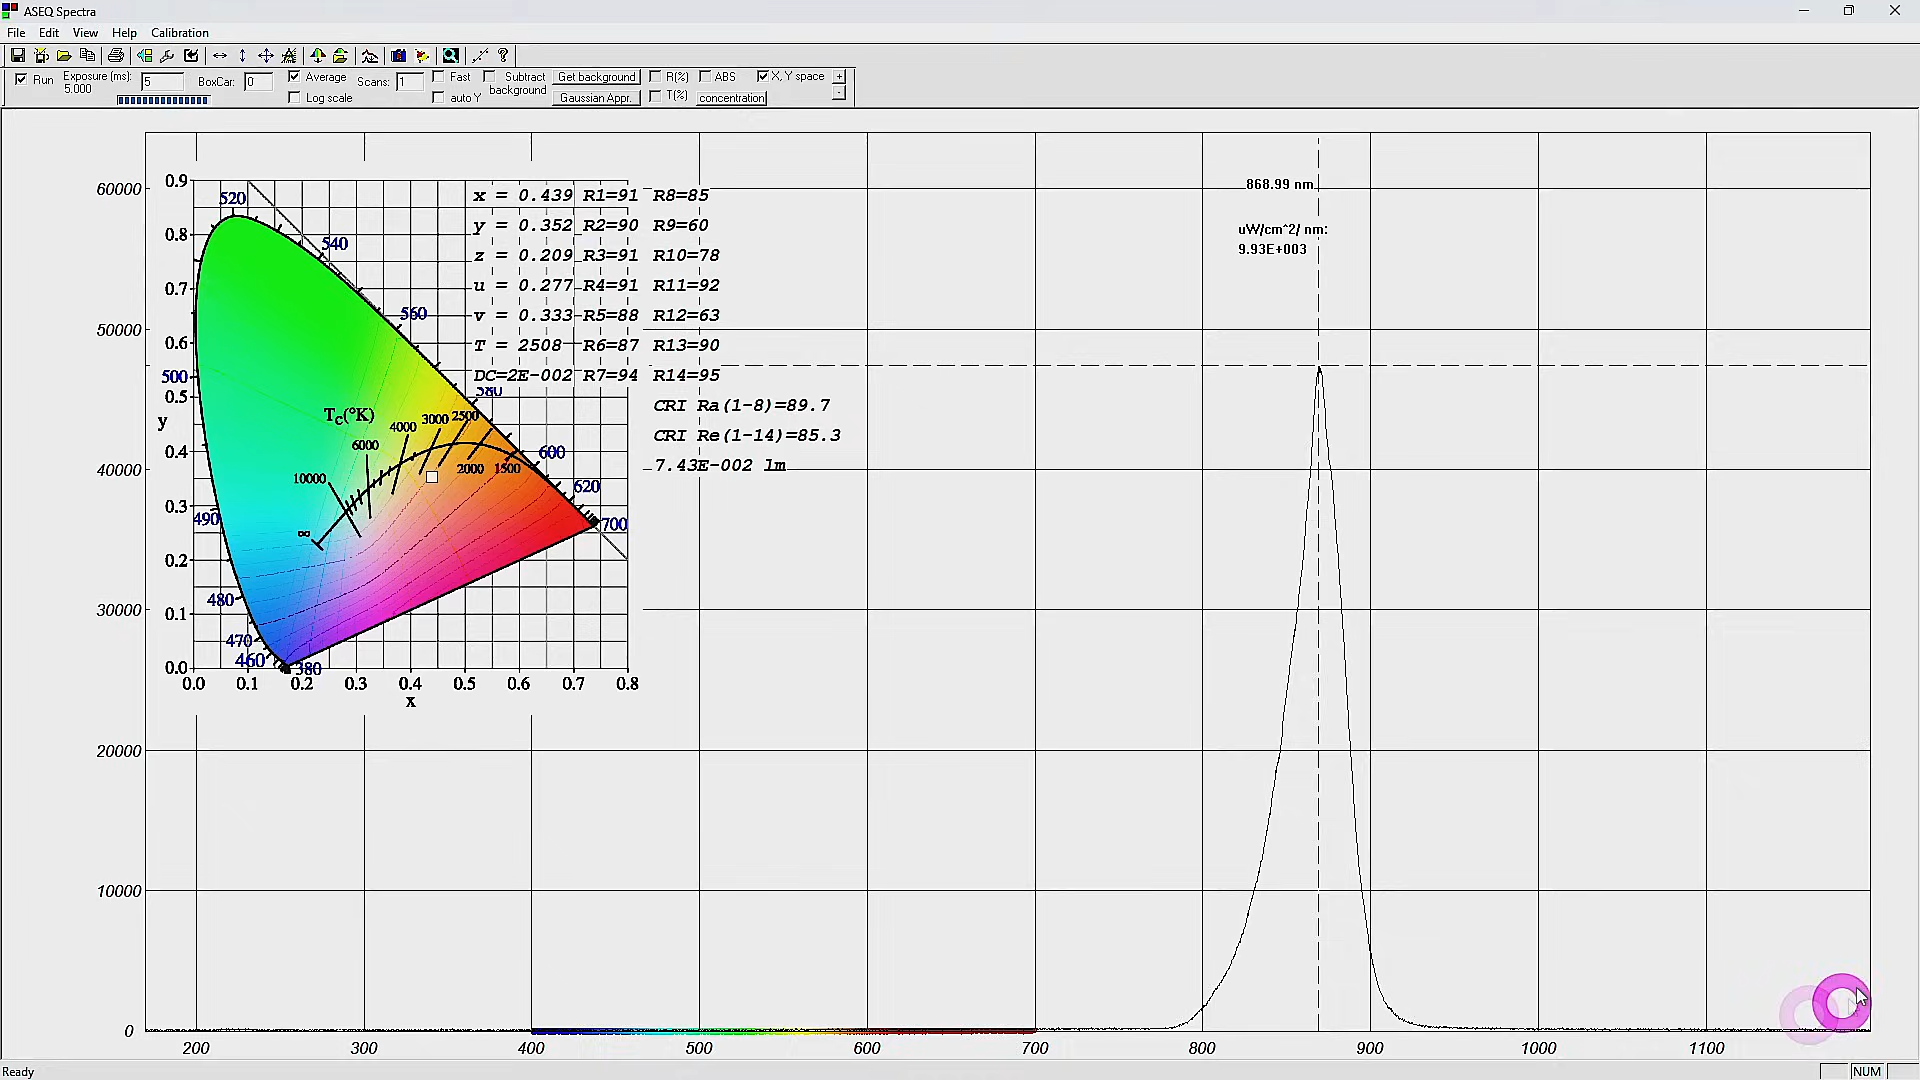 ASEQ Spectra
File Edit View Help Calibration
Run Exposure (ms): 5.000 5 BoxCar: 0 Average Scans: 1 Fast Subtract background Get background R(%) ABS X,Y space +
Log scale auto Y Gaussian Appr. T(%) concentration -
60000
50000
40000
30000
20000
10000
0
200 300 400 500 600 700 800 900 1000 1100
0.9
0.8
0.7
0.6
0.5
0.4
0.3
0.2
0.1
0.0
y
0.0 0.1 0.2 0.3 0.4 0.5 0.6 0.7 0.8
x
520
540
560
580
600
620
700
500
490
480
470
460
380
Tc(°K)
∞ 10000 6000 4000 3000 2500 2000 1500
x = 0.439 R1=91 R8=85
y = 0.352 R2=90 R9=60
z = 0.209 R3=91 R10=78
u = 0.277 R4=91 R11=92
v = 0.333 R5=88 R12=63
T = 2508 R6=87 R13=90
DC=2E-002 R7=94 R14=95
CRI Ra(1-8)=89.7
CRI Re(1-14)=85.3
7.43E-002 lm
868.99 nm
uW/cm^2/ nm:
9.93E+003
Ready NUM